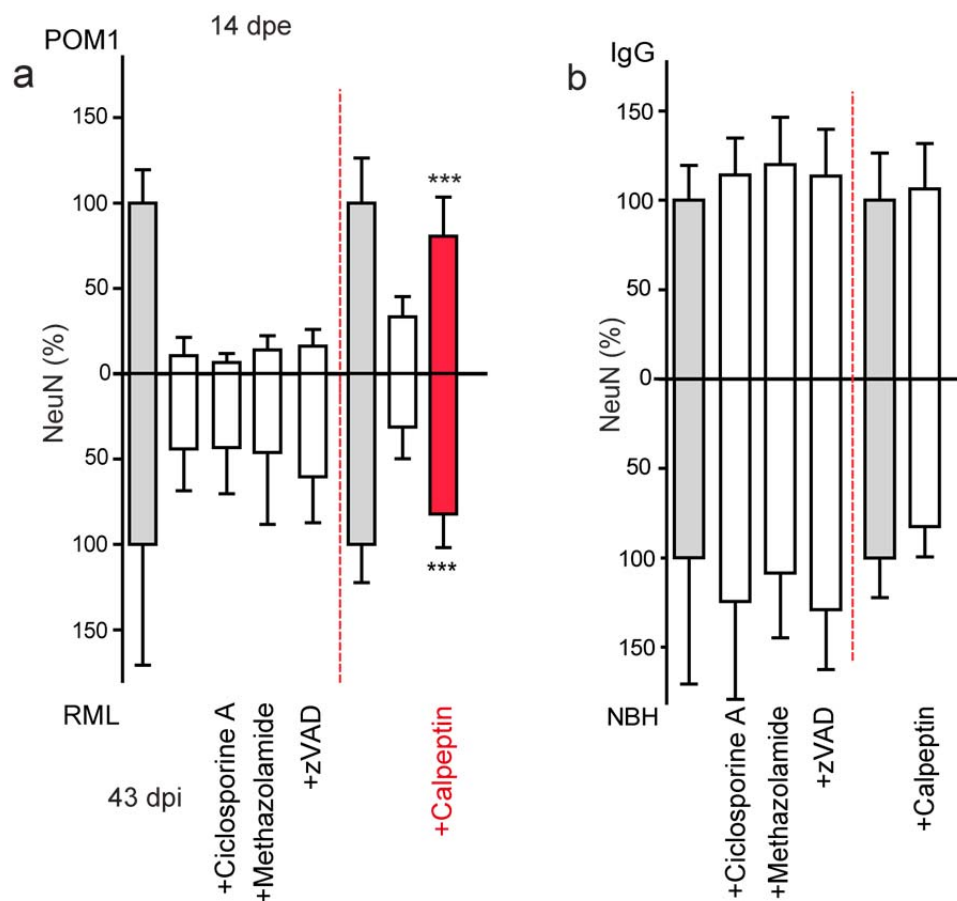 POM1
14 dpe
a
150
100
50
0
50
100
150
NeuN (%)
***
***
RML
43 dpi
+Ciclosporine A
+Methazolamide
+zVAD
+Calpeptin
IgG
b
150
100
50
0
50
100
150
NeuN (%)
NBH
+Ciclosporine A
+Methazolamide
+zVAD
+Calpeptin